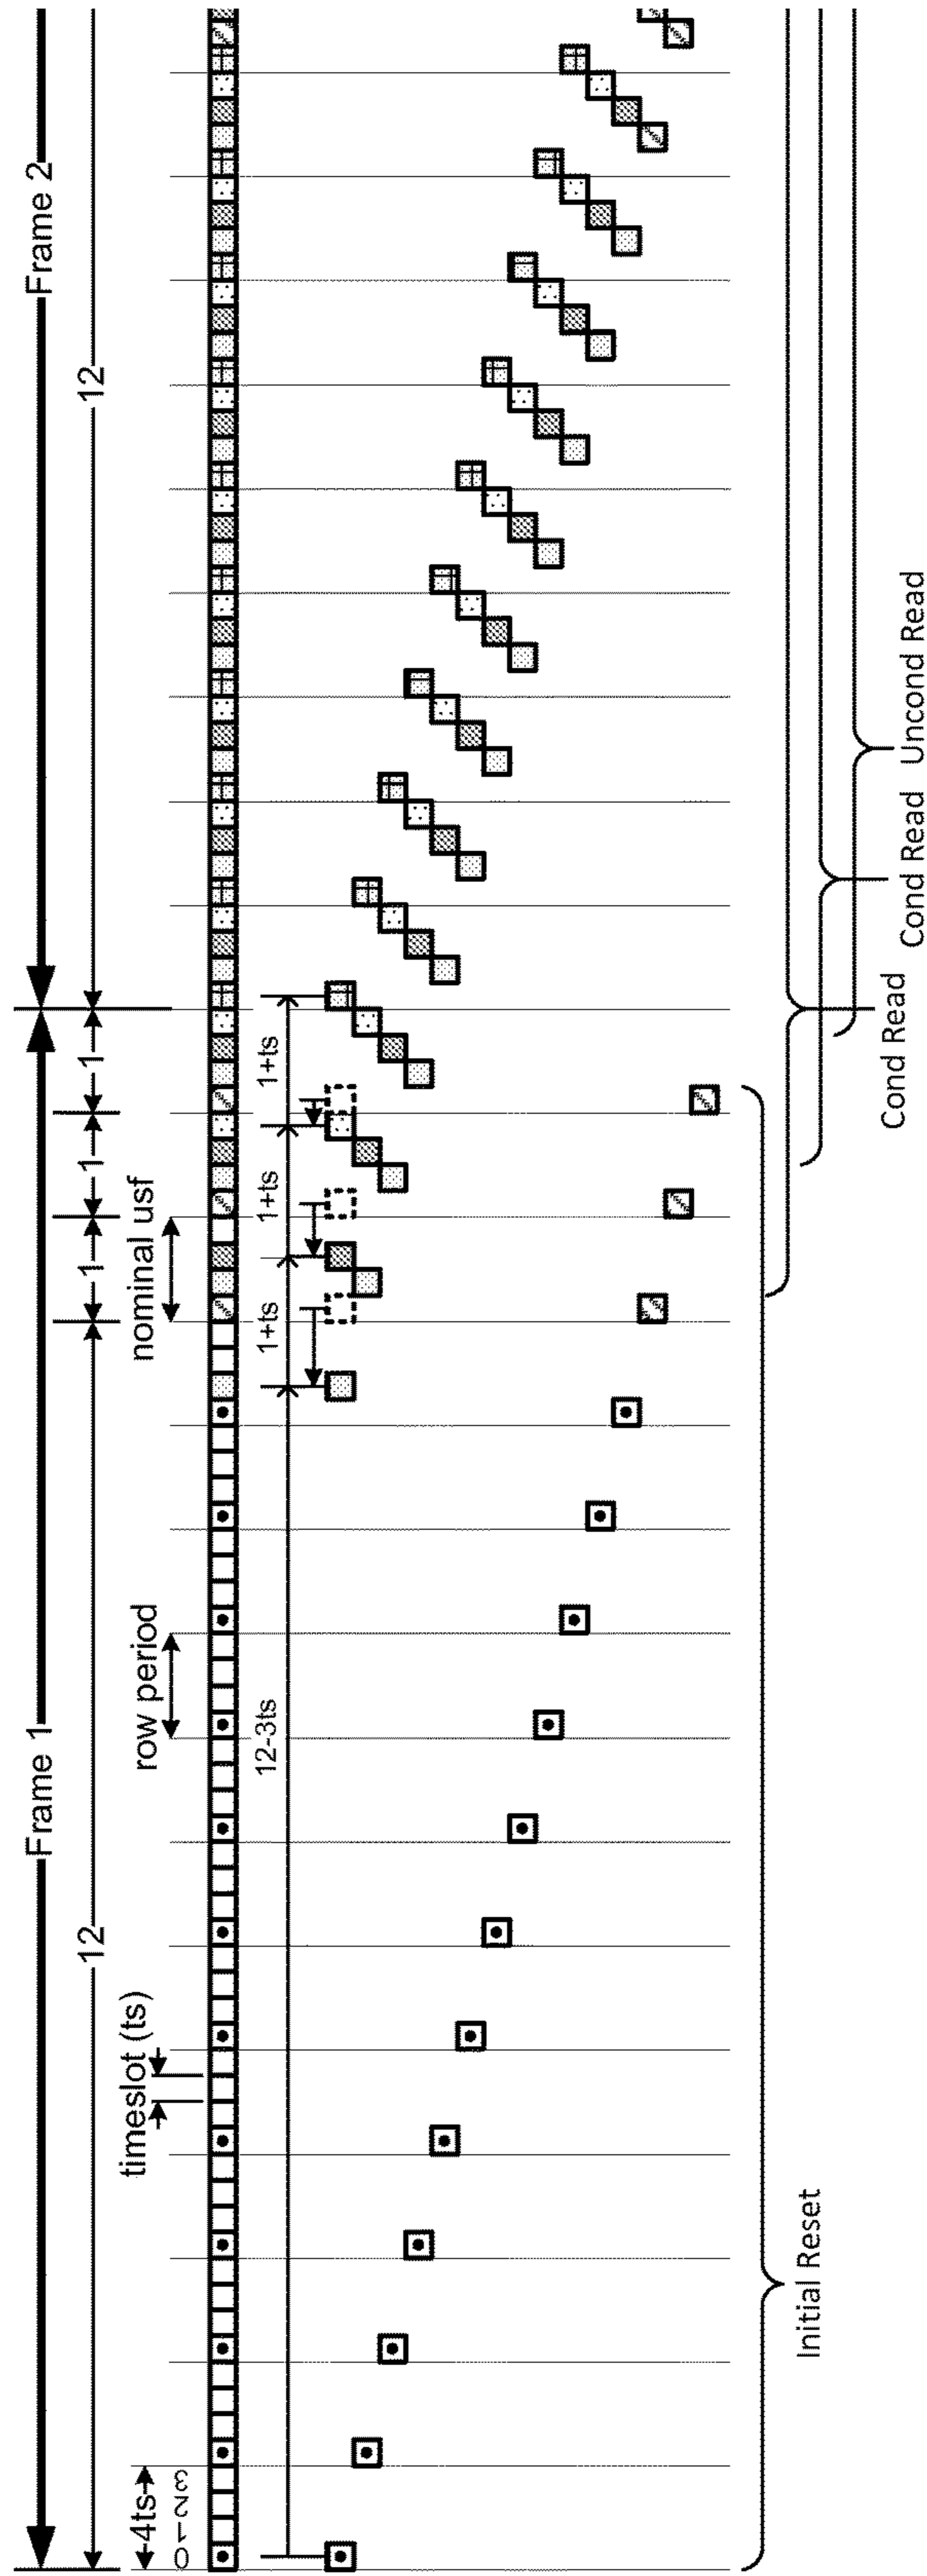 Frame 1
Frame 2
12
1
1
1
12
timeslot (ts)
row period
nominal usf
4ts
0 1 2 3
12-3ts
1+ts
1+ts
1+ts
Initial Reset
Cond Read
Cond Read
Uncond Read